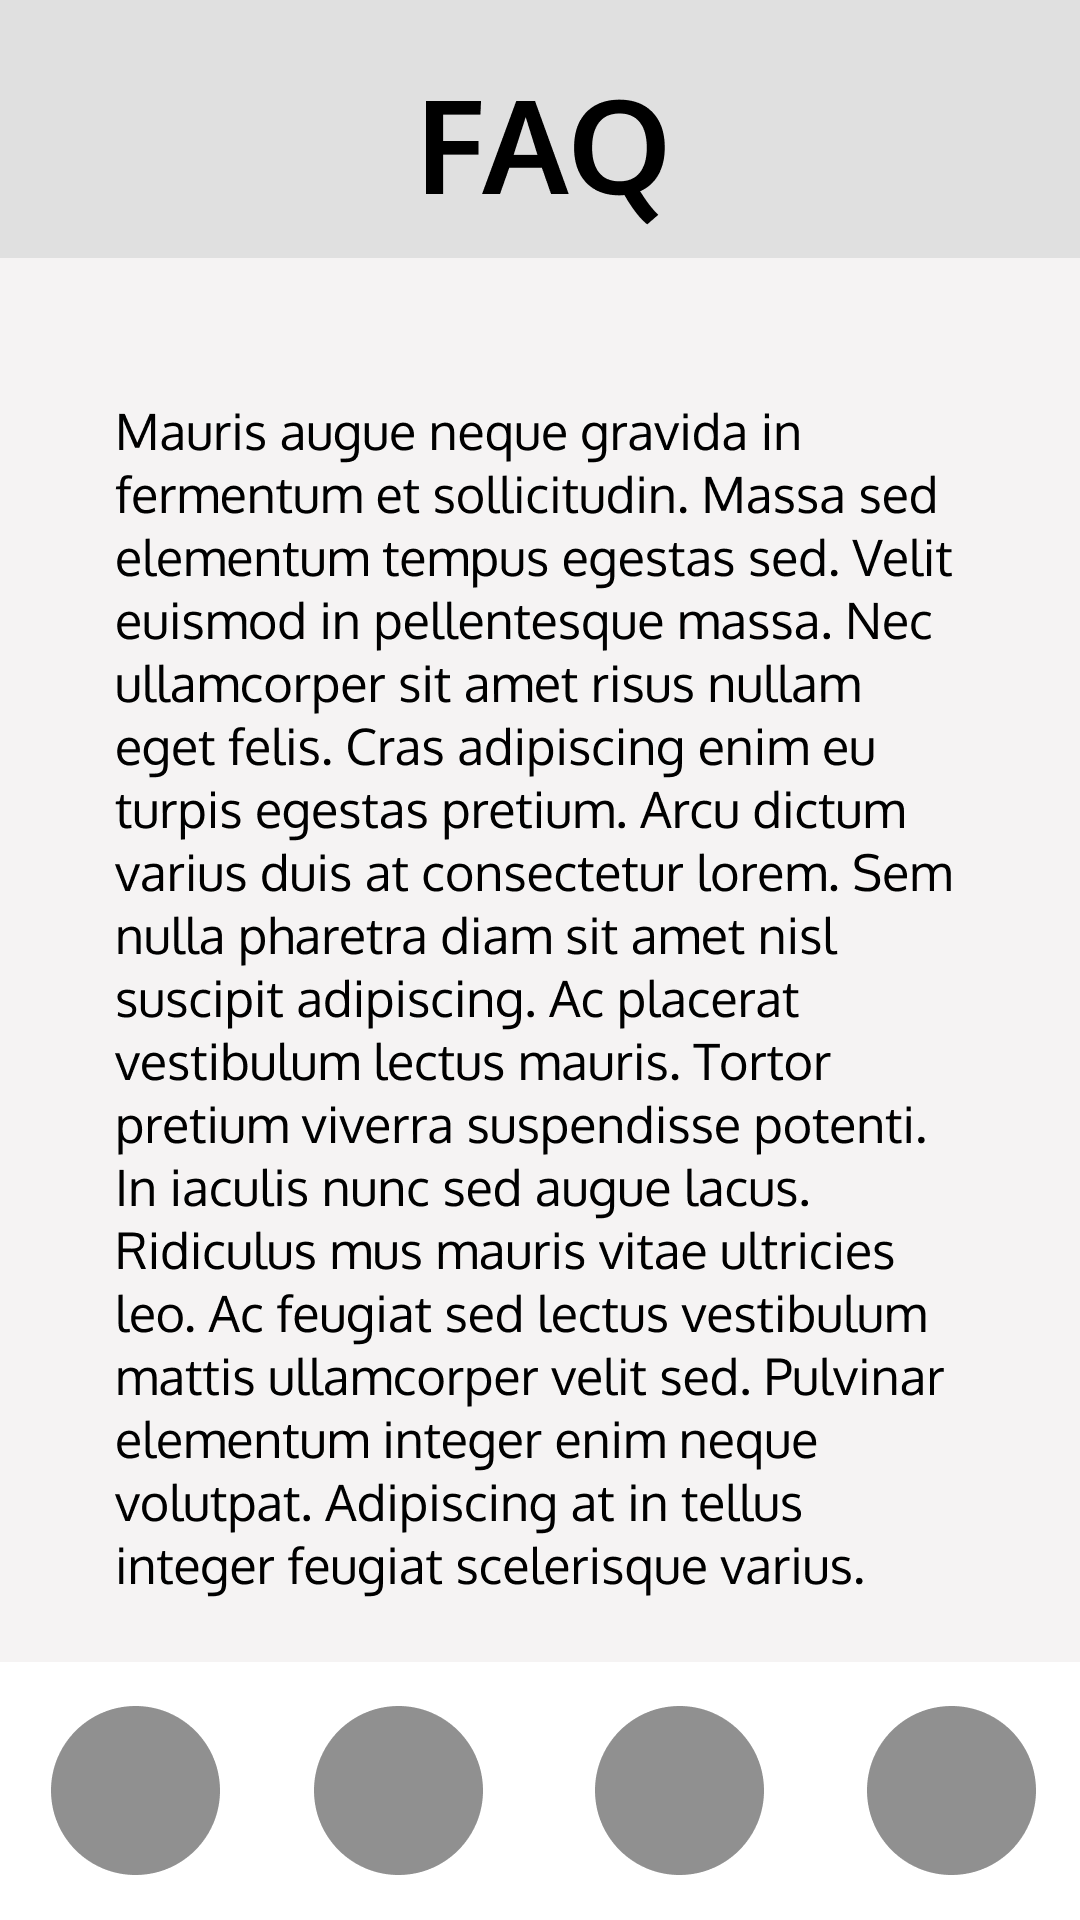 FAQ
Mauris augue neque gravida in
fermentum et sollicitudin. Massa sed
elementum tempus egestas sed. Velit
euismod in pellentesque massa. Nec
ullamcorper sit amet risus nullam
eget felis. Cras adipiscing enim eu
turpis egestas pretium. Arcu dictum
varius duis at consectetur lorem. Sem
nulla pharetra diam sit amet nisl
suscipit adipiscing. Ac placerat
vestibulum lectus mauris. Tortor
pretium viverra suspendisse potenti.
In iaculis nunc sed augue lacus.
Ridiculus mus mauris vitae ultricies
leo. Ac feugiat sed lectus vestibulum
mattis ullamcorper velit sed. Pulvinar
elementum integer enim neque
volutpat. Adipiscing at in tellus
integer feugiat scelerisque varius.